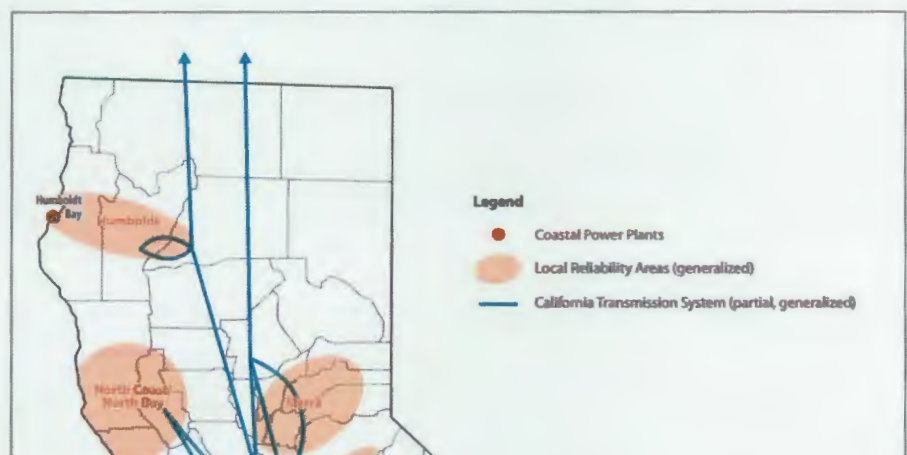 Humboldt
Bay
Humboldt
Legend
Coastal Power Plants
Local Reliability Areas (generalized)
California Transmission System (partial, generalized)
North Coast/
North Bay
Sierra